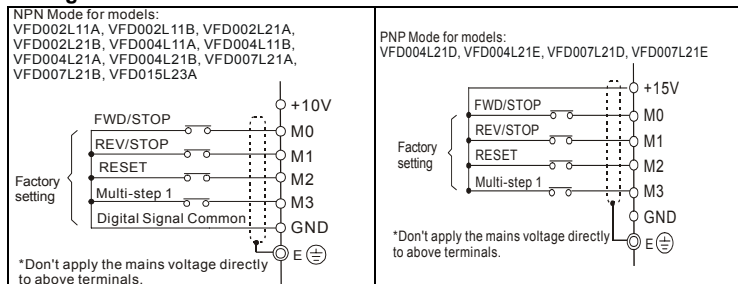 NPN Mode for models:
VFD002L11A, VFD002L11B, VFD002L21A,
VFD002L21B, VFD004L11A, VFD004L11B,
VFD004L21A, VFD004L21B, VFD007L21A,
VFD007L21B, VFD015L23A
+10V
FWD/STOP
M0
REV/STOP
M1
RESET
M2
Factory
setting
Multi-step 1
M3
Digital Signal Common
GND
E
*Don't apply the mains voltage directly
to above terminals.
PNP Mode for models:
VFD004L21D, VFD004L21E, VFD007L21D, VFD007L21E
+15V
FWD/STOP
M0
REV/STOP
M1
Factory
setting
RESET
M2
Multi-step 1
M3
GND
*Don't apply the mains voltage directly
to above terminals.
E